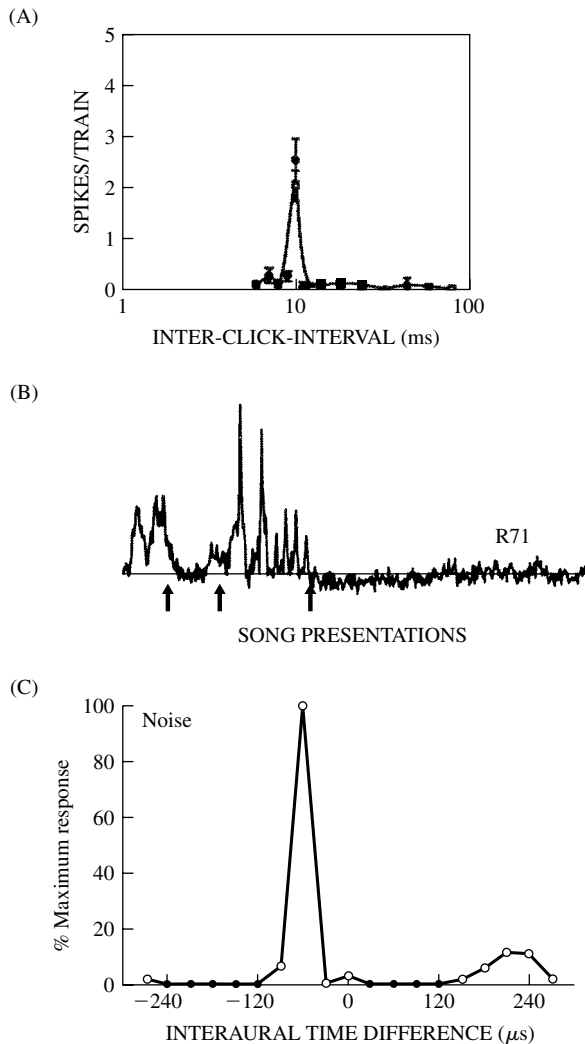 (A)
5
4
3
2
1
0
SPIKES/TRAIN
1 10 100
INTER-CLICK-INTERVAL (ms)
(B)
R71
SONG PRESENTATIONS
(C)
Noise
100
80
60
40
20
0
% Maximum response
−240 −120 0 120 240
INTERAURAL TIME DIFFERENCE (μs)